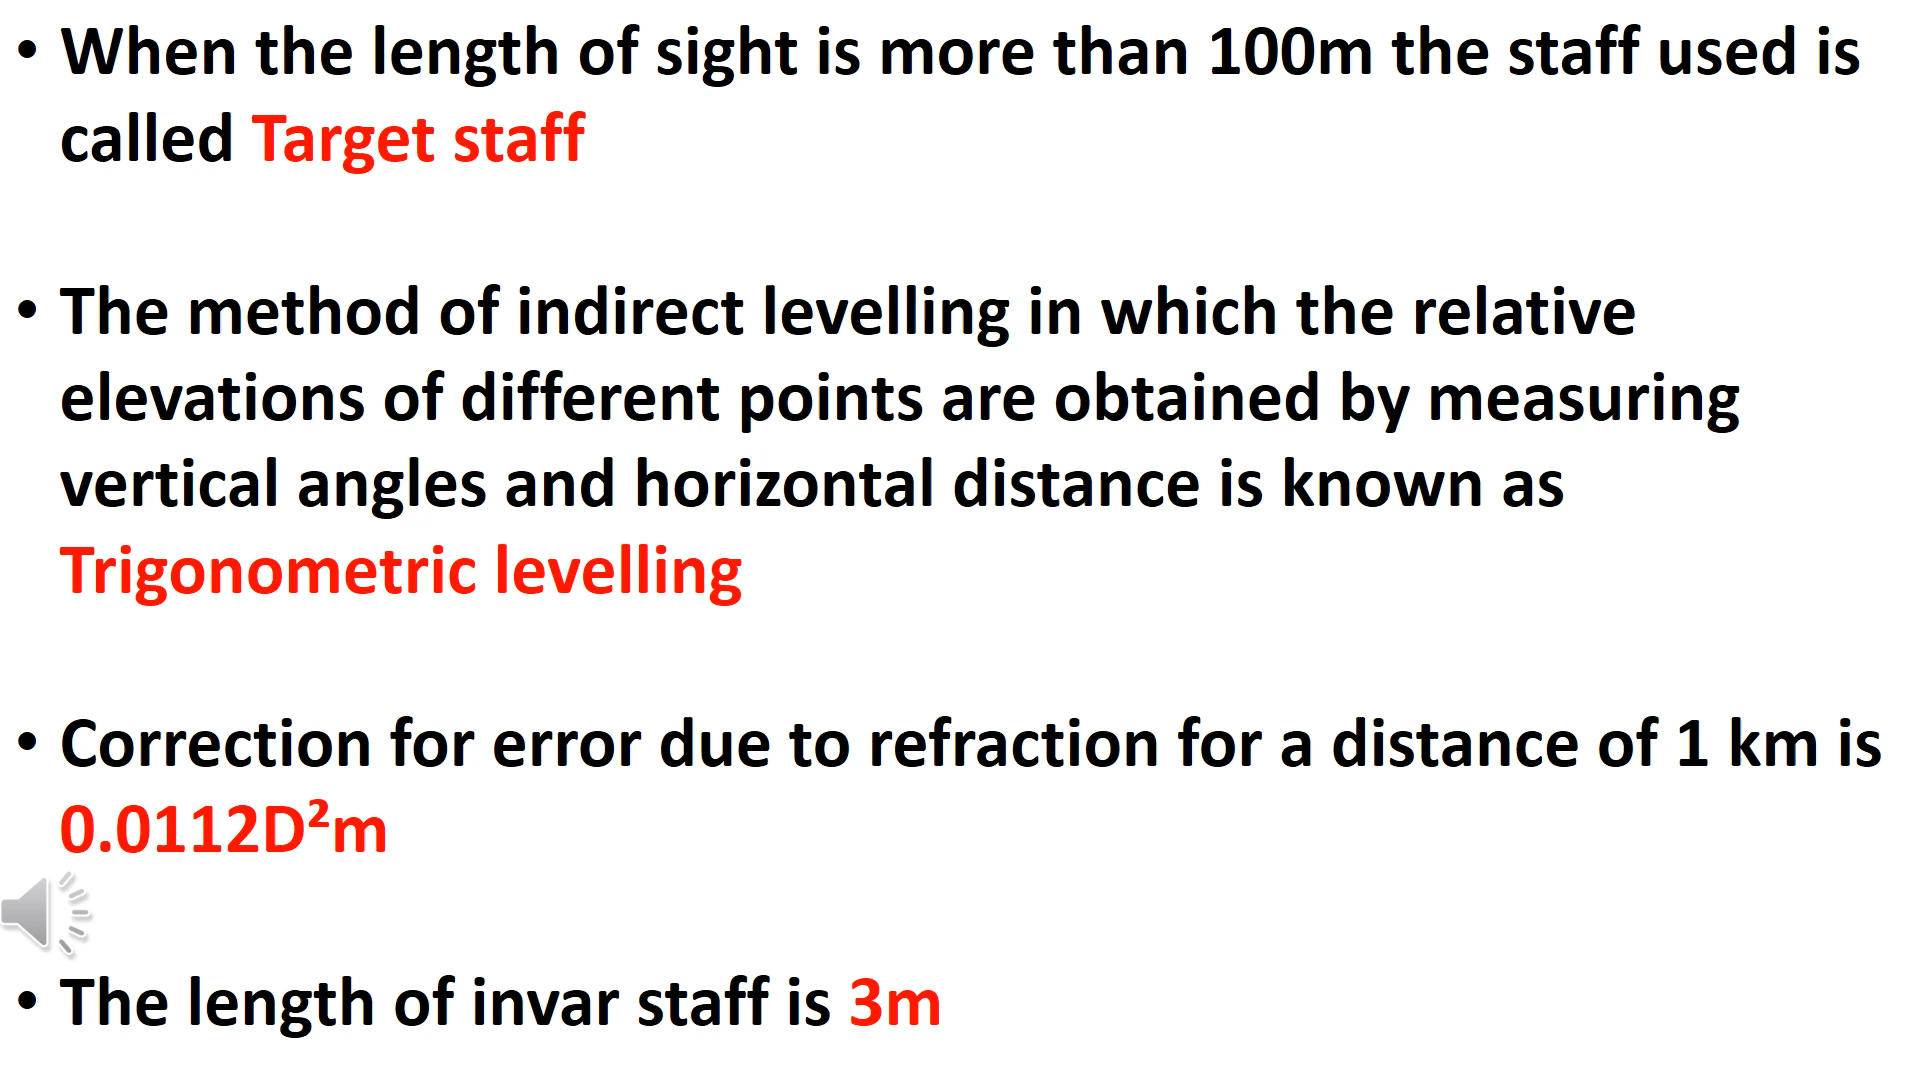 • When the length of sight is more than 100m the staff used is
called Target staff
• The method of indirect levelling in which the relative
elevations of different points are obtained by measuring
vertical angles and horizontal distance is known as
Trigonometric levelling
• Correction for error due to refraction for a distance of 1 km is
0.0112D²m
• The length of invar staff is 3m